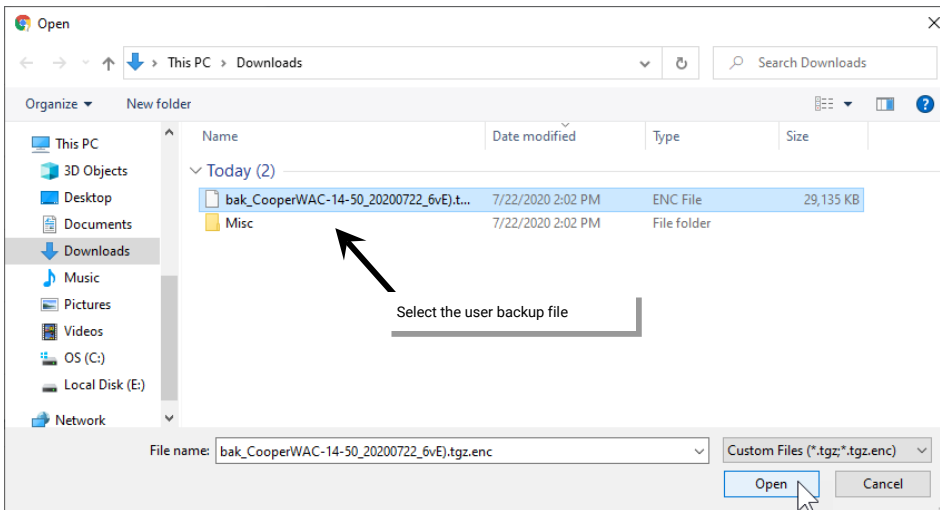 Open
This PC > Downloads
Search Downloads
Organize
New folder
?
Name
Date modified
Type
Size
This PC
3D Objects
Desktop
Documents
Downloads
Music
Pictures
Videos
OS (C:)
Local Disk (E:)
Network
Today (2)
bak_CooperWAC-14-50_20200722_6vE).t... 7/22/2020 2:02 PM ENC File 29,135 KB
Misc 7/22/2020 2:02 PM File folder
Select the user backup file
File name: bak_CooperWAC-14-50_20200722_6vE).tgz.enc
Custom Files (*.tgz;*.tgz.enc)
Open
Cancel